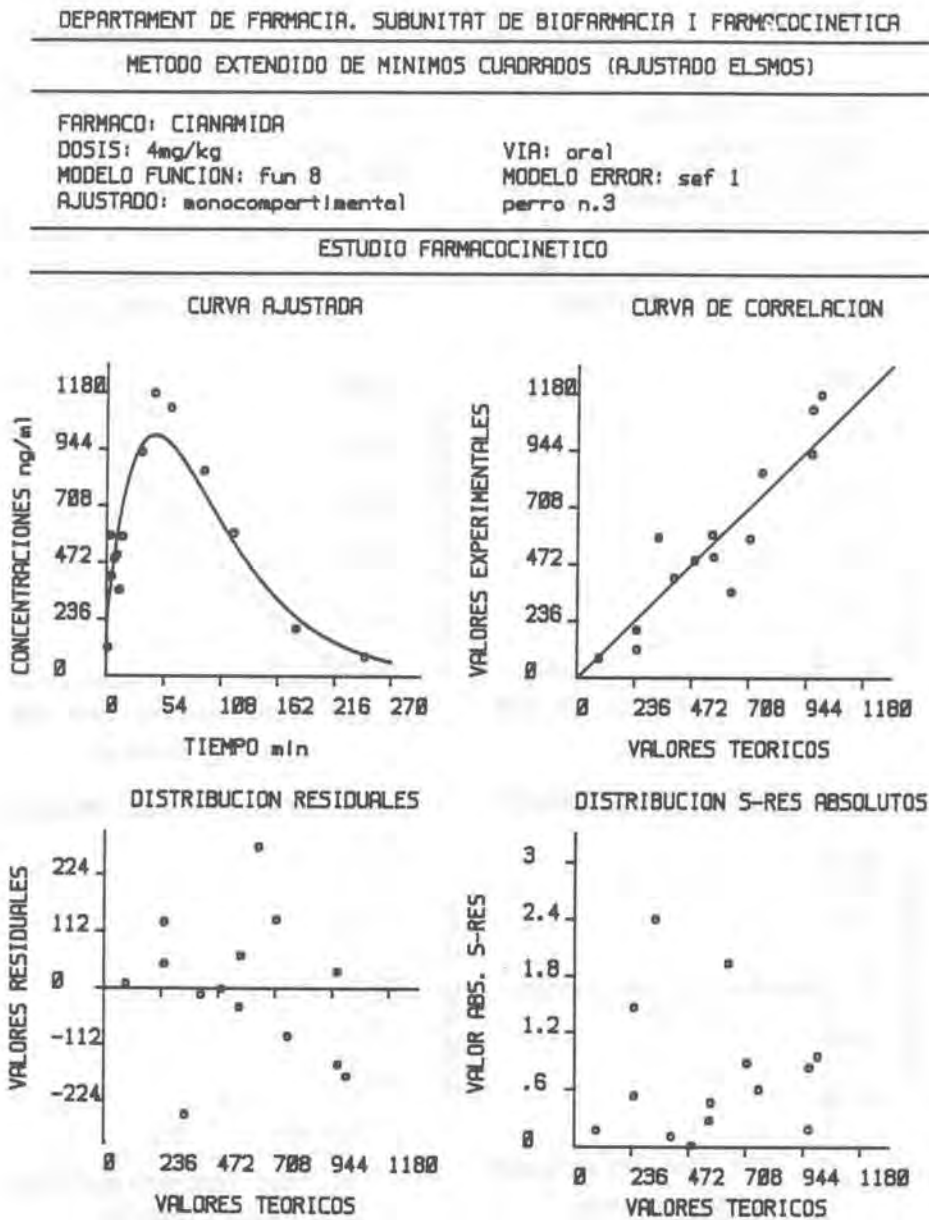 DEPARTAMENT DE FARMACIA. SUBUNITAT DE BIOFARMACIA I FARMACOCINETICA
METODO EXTENDIDO DE MINIMOS CUADRADOS (AJUSTADO ELSMOS)
FARMACO: CIANAMIDA
DOSIS: 4mg/kg VIA: oral
MODELO FUNCION: fun 8 MODELO ERROR: sef 1
AJUSTADO: monocompartimental perro n.3
ESTUDIO FARMACOCINETICO
CURVA AJUSTADA
CONCENTRACIONES ng/ml
1180
944
708
472
236
0
0 54 108 162 216 270
TIEMPO min
CURVA DE CORRELACION
VALORES EXPERIMENTALES
1180
944
708
472
236
0
0 236 472 708 944 1180
VALORES TEORICOS
DISTRIBUCION RESIDUALES
VALORES RESIDUALES
224
112
0
-112
-224
0 236 472 708 944 1180
VALORES TEORICOS
DISTRIBUCION S-RES ABSOLUTOS
VALOR ABS. S-RES
3
2.4
1.8
1.2
.6
0
0 236 472 708 944 1180
VALORES TEORICOS